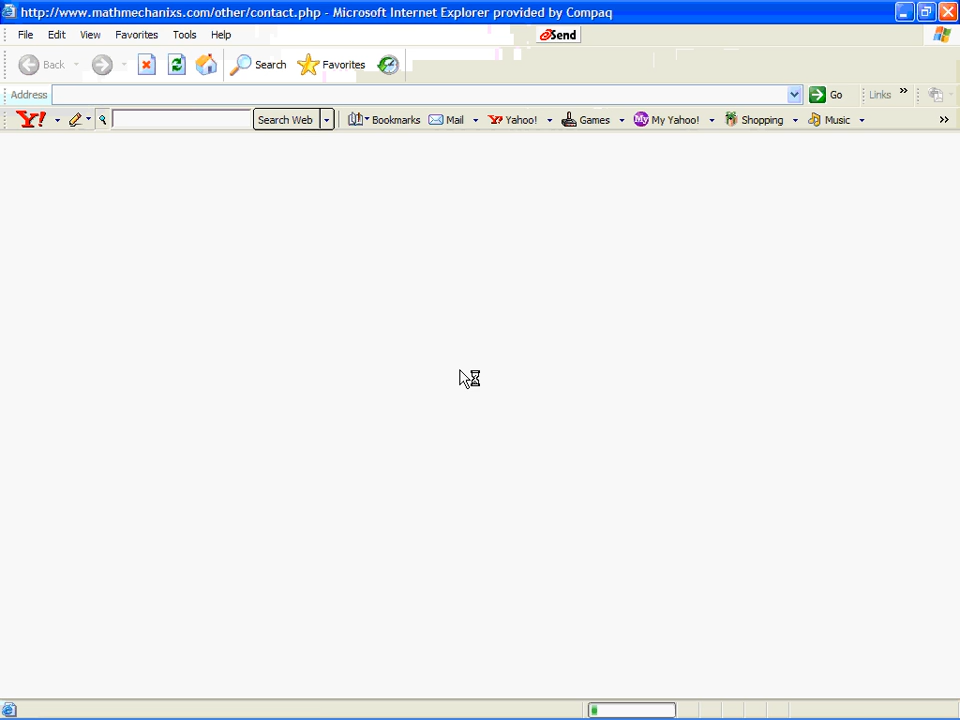 http://www.mathmechanixs.com/other/contact.php - Microsoft Internet Explorer provided by Compaq
File Edit View Favorites Tools Help eSend
Back Search Favorites
Address Go Links »
Y! Search Web Bookmarks Mail Yahoo! Games My Yahoo! Shopping Music »